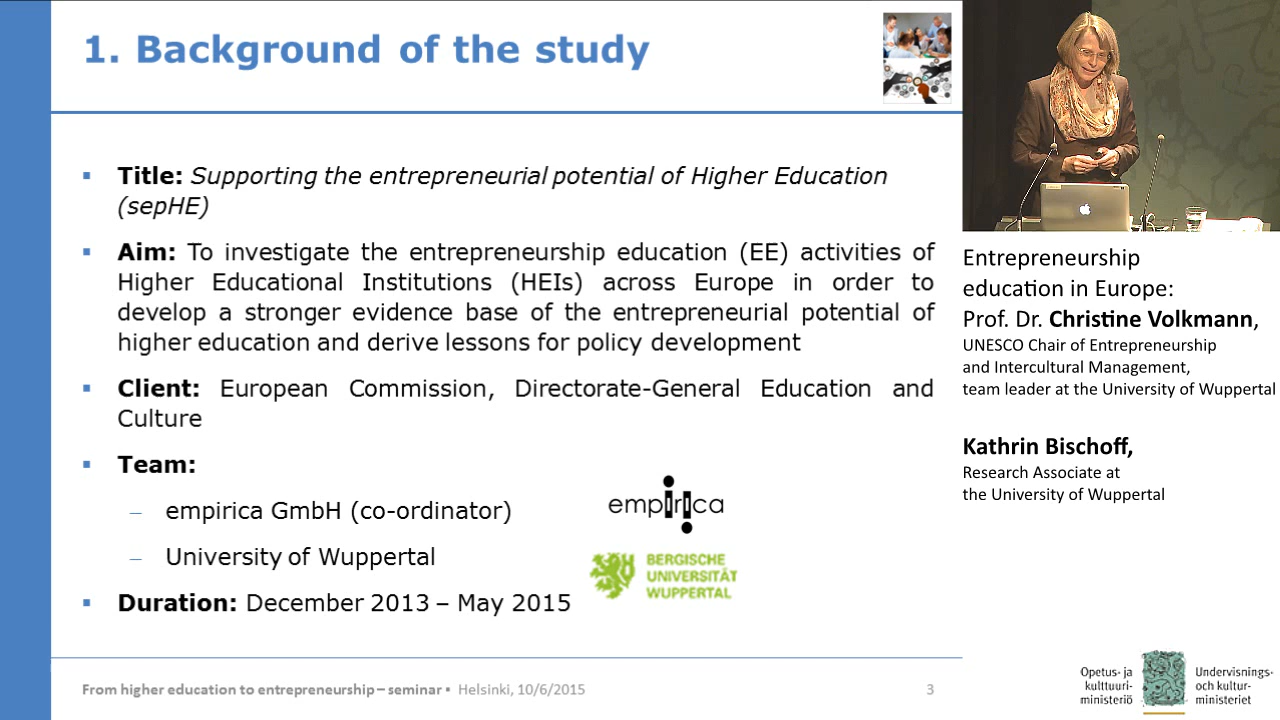 1. Background of the study
▪ Title: Supporting the entrepreneurial potential of Higher Education
(sepHE)
▪ Aim: To investigate the entrepreneurship education (EE) activities of
Higher Educational Institutions (HEIs) across Europe in order to
develop a stronger evidence base of the entrepreneurial potential of
higher education and derive lessons for policy development
▪ Client: European Commission, Directorate-General Education and
Culture
▪ Team:
– empirica GmbH (co-ordinator)
empirica
– University of Wuppertal
BERGISCHE
UNIVERSITÄT
WUPPERTAL
▪ Duration: December 2013 – May 2015
From higher education to entrepreneurship – seminar ▪ Helsinki, 10/6/2015
3
Entrepreneurship
education in Europe:
Prof. Dr. Christine Volkmann,
UNESCO Chair of Entrepreneurship
and Intercultural Management,
team leader at the University of Wuppertal
Kathrin Bischoff,
Research Associate at
the University of Wuppertal
Opetus- ja
kulttuuri-
ministeriö
Undervisnings-
och kultur-
ministeriet